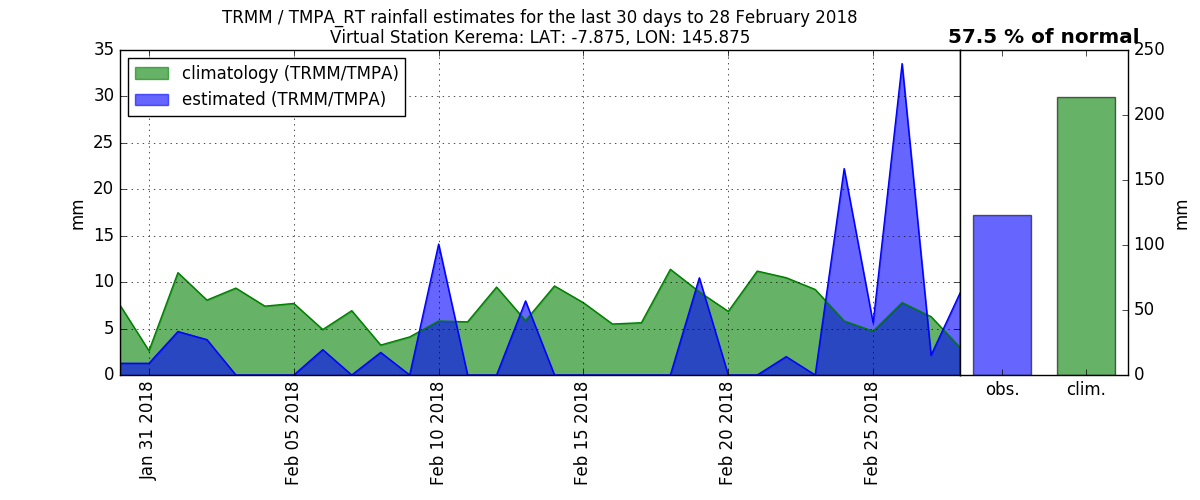 TRMM / TMPA_RT rainfall estimates for the last 30 days to 28 February 2018
Virtual Station Kerema: LAT: -7.875, LON: 145.875
57.5 % of normal
climatology (TRMM/TMPA)
estimated (TRMM/TMPA)
35
30
25
20
15
10
5
0
mm
Jan 31 2018
Feb 05 2018
Feb 10 2018
Feb 15 2018
Feb 20 2018
Feb 25 2018
obs.
clim.
250
200
150
100
50
0
mm